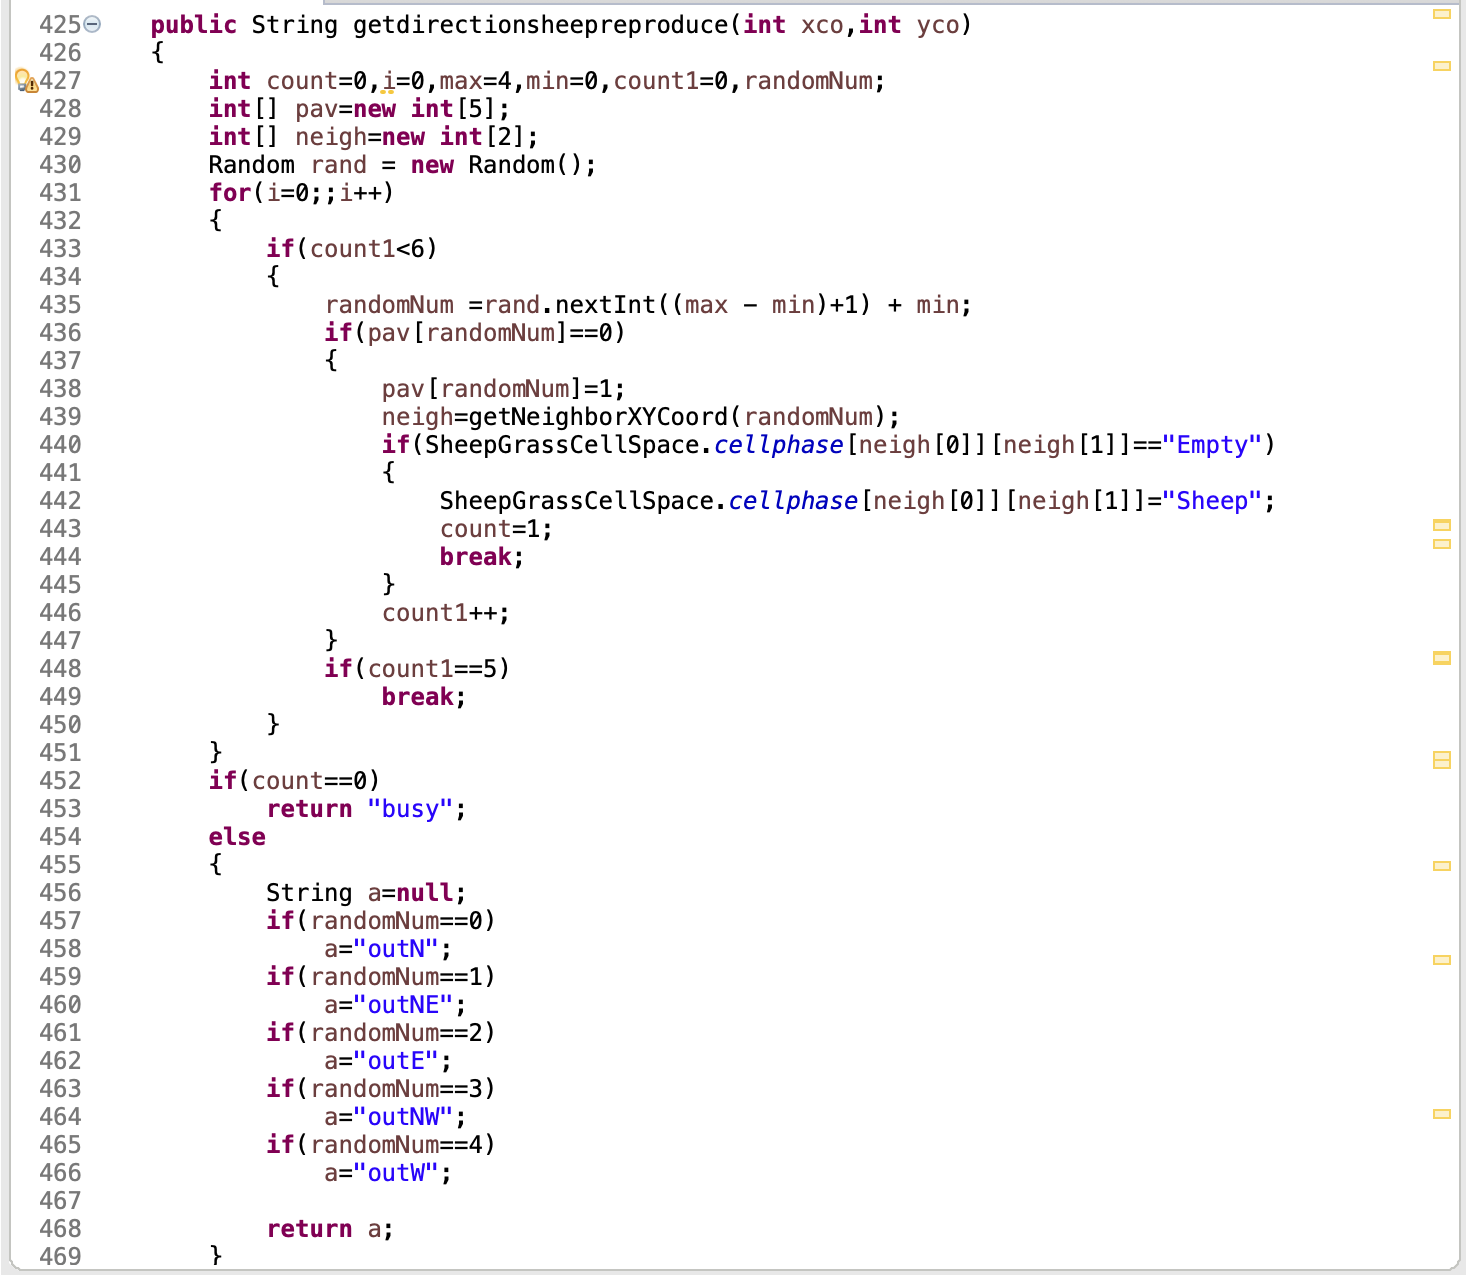 425 public String getdirectionsheepreproduce(int xco,int yco)
426 {
427 int count=0,i=0,max=4,min=0,count1=0,randomNum;
428 int[] pav=new int[5];
429 int[] neigh=new int[2];
430 Random rand = new Random();
431 for(i=0;;i++)
432 {
433 if(count1<6)
434 {
435 randomNum =rand.nextInt((max - min)+1) + min;
436 if(pav[randomNum]==0)
437 {
438 pav[randomNum]=1;
439 neigh=getNeighborXYCoord(randomNum);
440 if(SheepGrassCellSpace.cellphase[neigh[0]][neigh[1]]=="Empty")
441 {
442 SheepGrassCellSpace.cellphase[neigh[0]][neigh[1]]="Sheep";
443 count=1;
444 break;
445 }
446 count1++;
447 }
448 if(count1==5)
449 break;
450 }
451 }
452 if(count==0)
453 return "busy";
454 else
455 {
456 String a=null;
457 if(randomNum==0)
458 a="outN";
459 if(randomNum==1)
460 a="outNE";
461 if(randomNum==2)
462 a="outE";
463 if(randomNum==3)
464 a="outNW";
465 if(randomNum==4)
466 a="outW";
467
468 return a;
469 }